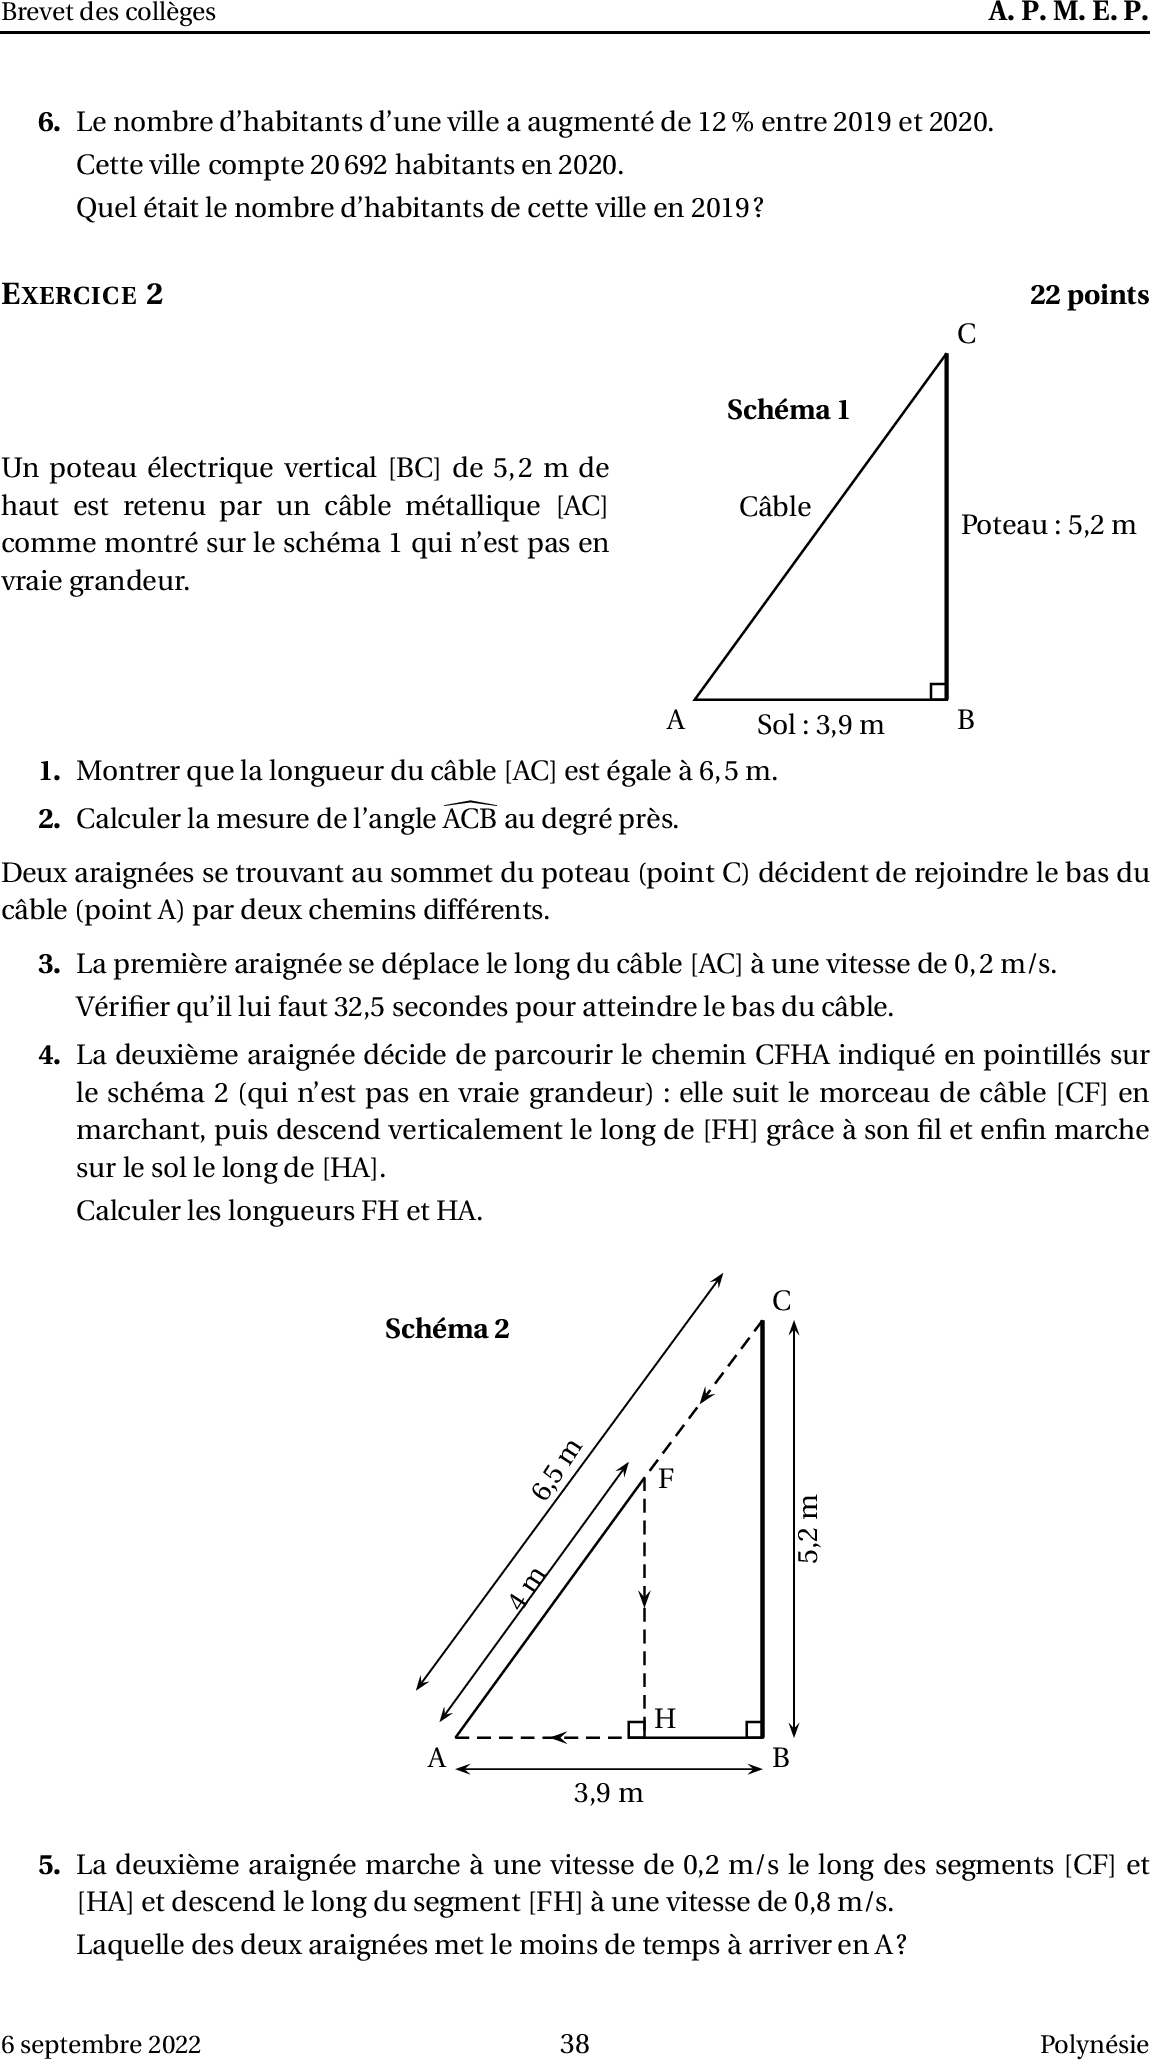 Brevet des collèges A. P. M. E. P.
6. Le nombre d’habitants d’une ville a augmenté de 12 % entre 2019 et 2020.
Cette ville compte 20 692 habitants en 2020.
Quel était le nombre d’habitants de cette ville en 2019 ?
EXERCICE 2 22 points
C
Schéma 1
Un poteau électrique vertical [BC] de 5,2 m de
haut est retenu par un câble métallique [AC]
comme montré sur le schéma 1 qui n’est pas en
vraie grandeur.
Câble
Poteau : 5,2 m
A
Sol : 3,9 m
B
1. Montrer que la longueur du câble [AC] est égale à 6,5 m.
2. Calculer la mesure de l’angle ACB au degré près.
Deux araignées se trouvant au sommet du poteau (point C) décident de rejoindre le bas du
câble (point A) par deux chemins différents.
3. La première araignée se déplace le long du câble [AC] à une vitesse de 0,2 m/s.
Vérifier qu’il lui faut 32,5 secondes pour atteindre le bas du câble.
4. La deuxième araignée décide de parcourir le chemin CFHA indiqué en pointillés sur
le schéma 2 (qui n’est pas en vraie grandeur) : elle suit le morceau de câble [CF] en
marchant, puis descend verticalement le long de [FH] grâce à son fil et enfin marche
sur le sol le long de [HA].
Calculer les longueurs FH et HA.
C
Schéma 2
6,5 m
F
5,2 m
4 m
H
A
B
3,9 m
5. La deuxième araignée marche à une vitesse de 0,2 m/s le long des segments [CF] et
[HA] et descend le long du segment [FH] à une vitesse de 0,8 m/s.
Laquelle des deux araignées met le moins de temps à arriver en A ?
6 septembre 2022 38 Polynésie